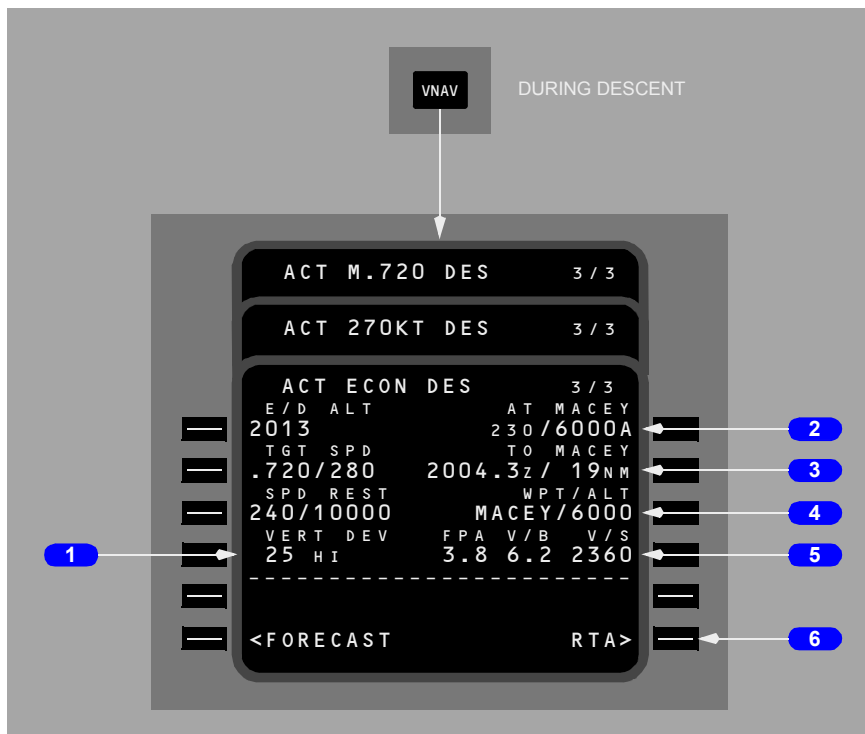 VNAV
DURING DESCENT
ACT M.720 DES 3/3
ACT 270KT DES 3/3
ACT ECON DES 3/3
E/D ALT AT MACEY
2013 230/6000A
2
TGT SPD TO MACEY
.720/280 2004.3Z/ 19NM
3
SPD REST WPT/ALT
240/10000 MACEY/6000
4
VERT DEV FPA V/B V/S
1
25 HI 3.8 6.2 2360
5
------------------------
<FORECAST RTA>
6